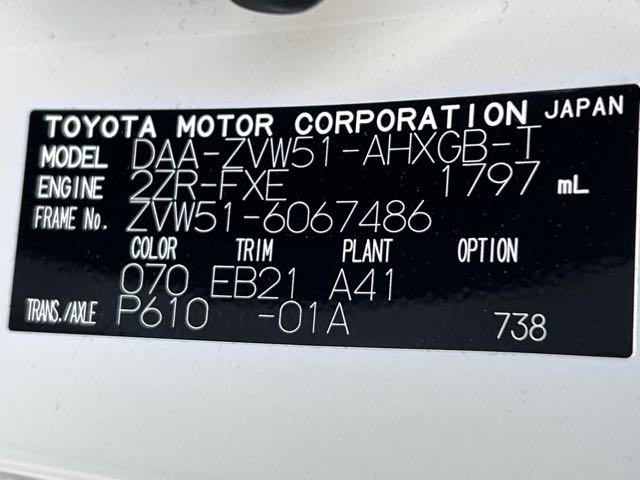 TOYOTA MOTOR CORPORATION JAPAN
MODEL DAA-ZVW51-AHXGB-T
ENGINE 2ZR-FXE 1797 mL
FRAME No. ZVW51-6067486
COLOR TRIM PLANT OPTION
070 EB21 A41
TRANS./AXLE P610 -01A 738